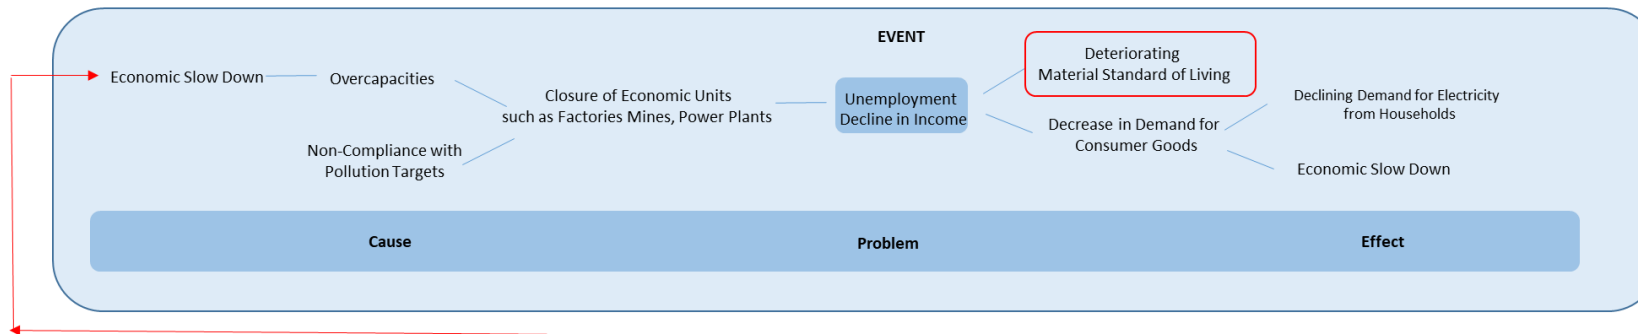 EVENT
Economic Slow Down
Overcapacities
Non-Compliance with
Pollution Targets
Closure of Economic Units
such as Factories Mines, Power Plants
Unemployment
Decline in Income
Deteriorating
Material Standard of Living
Decrease in Demand for
Consumer Goods
Declining Demand for Electricity
from Households
Economic Slow Down
Cause
Problem
Effect